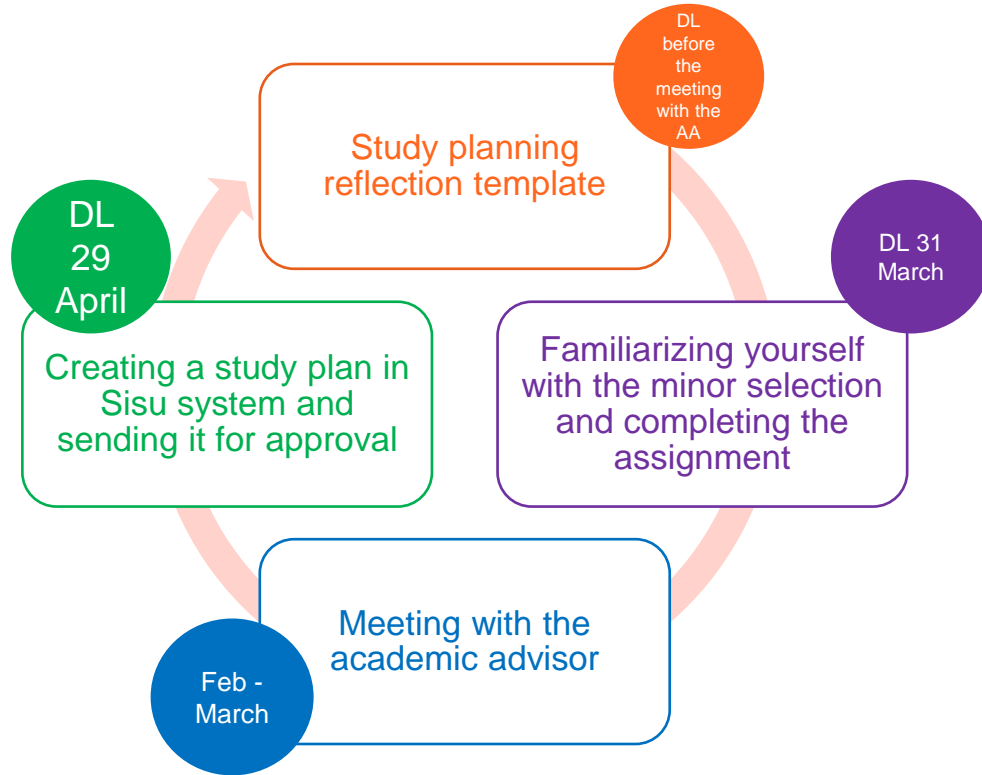 DL
before
the
meeting
with the
AA
Study planning
reflection template
DL 31
March
Familiarizing yourself
with the minor selection
and completing the
assignment
Meeting with the
academic advisor
Feb -
March
DL
29
April
Creating a study plan in
Sisu system and
sending it for approval